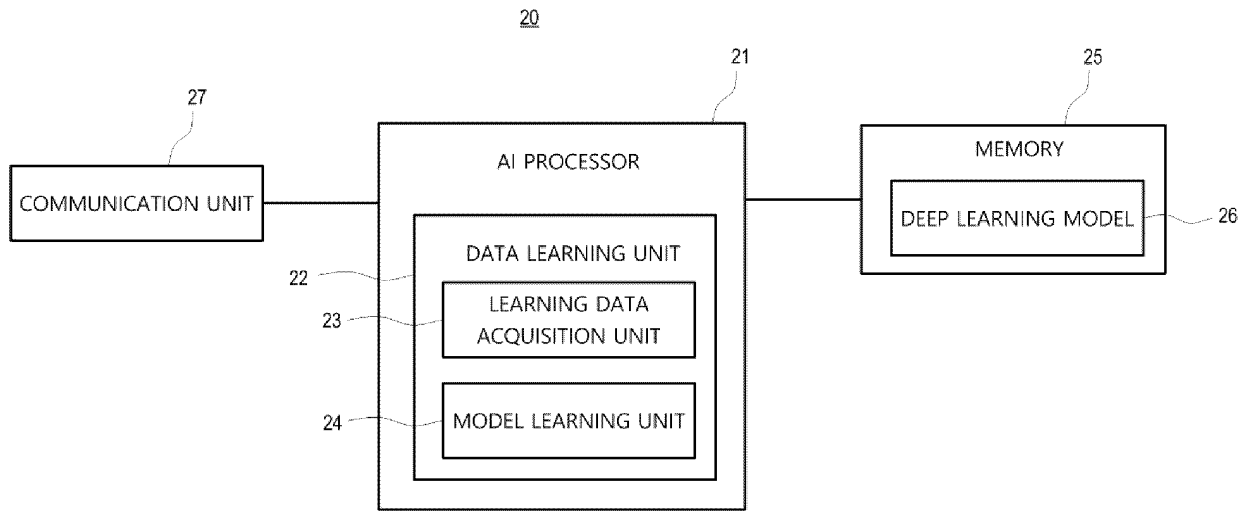 20
21
25
27
AI PROCESSOR
MEMORY
COMMUNICATION UNIT
DEEP LEARNING MODEL
26
DATA LEARNING UNIT
22
LEARNING DATA
ACQUISITION UNIT
23
MODEL LEARNING UNIT
24